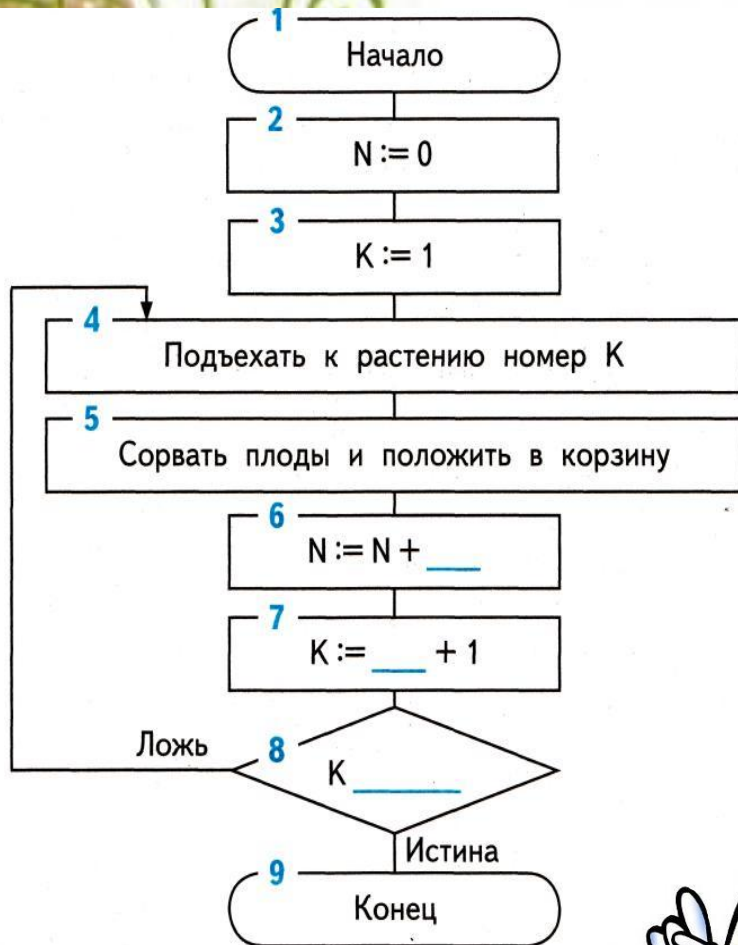 1
Начало
2
N := 0
3
K := 1
4
Подъехать к растению номер K
5
Сорвать плоды и положить в корзину
6
N := N + ___
7
K := ___ + 1
Ложь
8
K ______
Истина
9
Конец